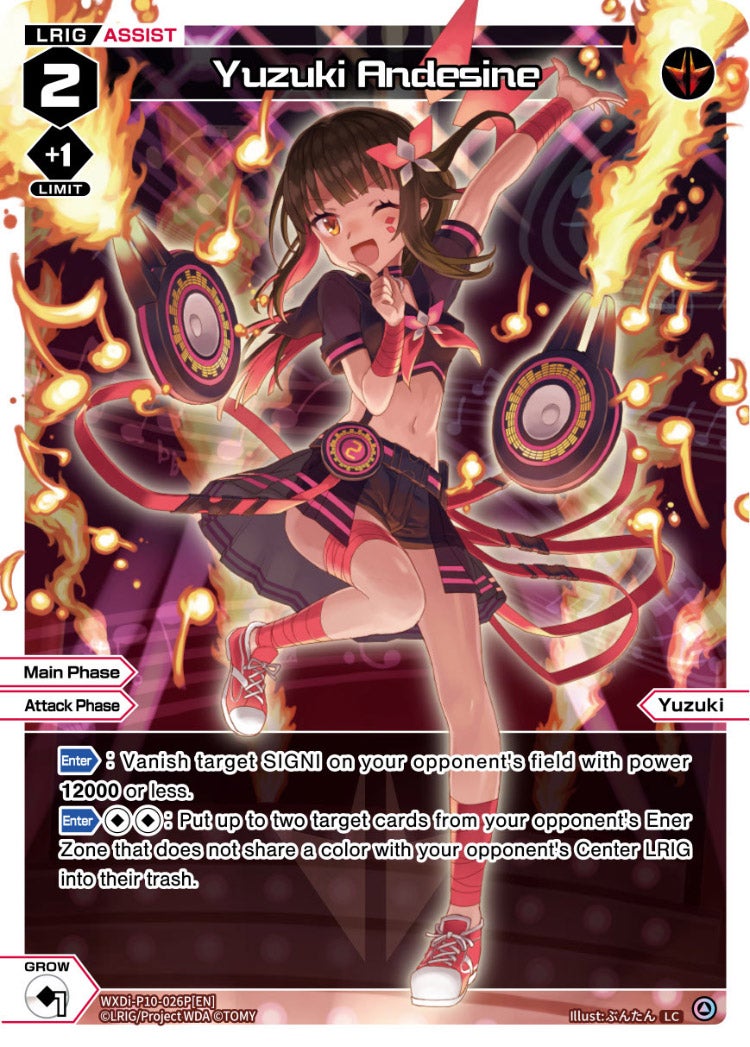 LRIG ASSIST
2
Yuzuki Andesine
+1
LIMIT
Main Phase
Attack Phase
Yuzuki
Enter : Vanish target SIGNI on your opponent's field with power
12000 or less.
Enter : Put up to two target cards from your opponent's Ener
Zone that does not share a color with your opponent's Center LRIG
into their trash.
GROW
1
WXDi-P10-026P[EN]
©LRIG/Project WDA ©TOMY
Illust:ぶんたん LC